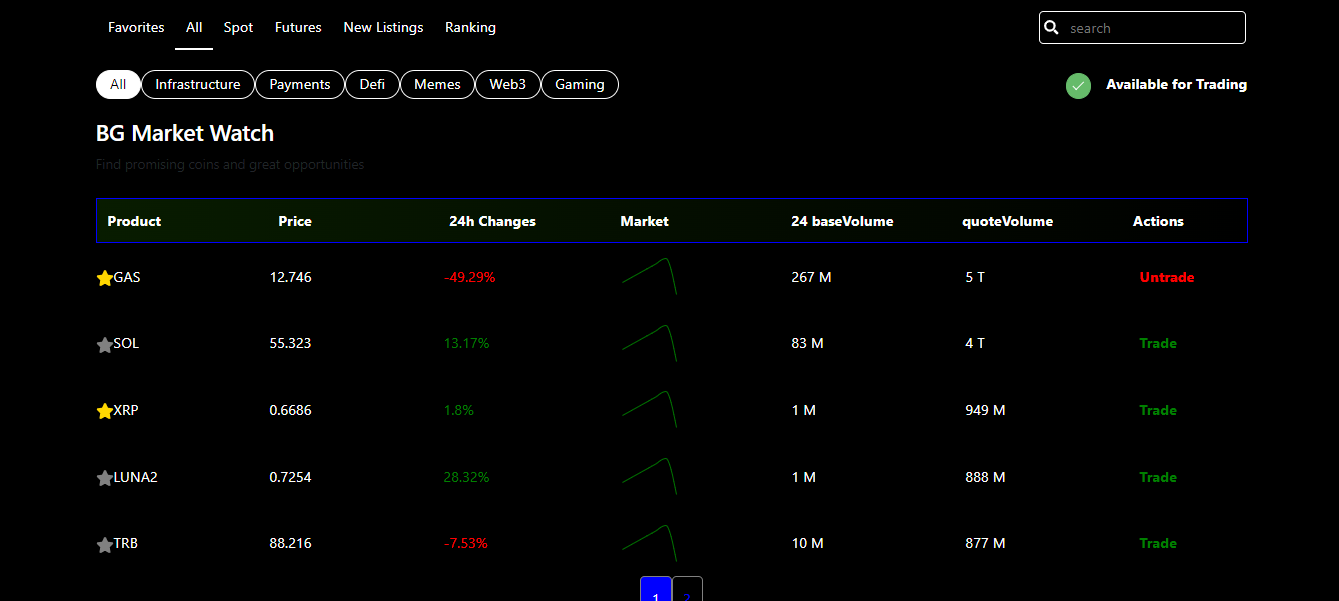 Favorites All Spot Futures New Listings Ranking search
All Infrastructure Payments Defi Memes Web3 Gaming Available for Trading
BG Market Watch
Find promising coins and great opportunities
Product Price 24h Changes Market 24 baseVolume quoteVolume Actions
GAS 12.746 -49.29% 267 M 5 T Untrade
SOL 55.323 13.17% 83 M 4 T Trade
XRP 0.6686 1.8% 1 M 949 M Trade
LUNA2 0.7254 28.32% 1 M 888 M Trade
TRB 88.216 -7.53% 10 M 877 M Trade
1 2